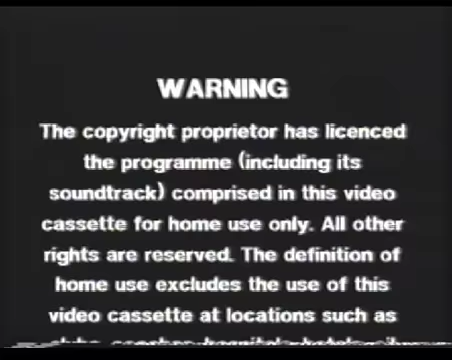 WARNING
The copyright proprietor has licenced
the programme (including its
soundtrack) comprised in this video
cassette for home use only. All other
rights are reserved. The definition of
home use excludes the use of this
video cassette at locations such as